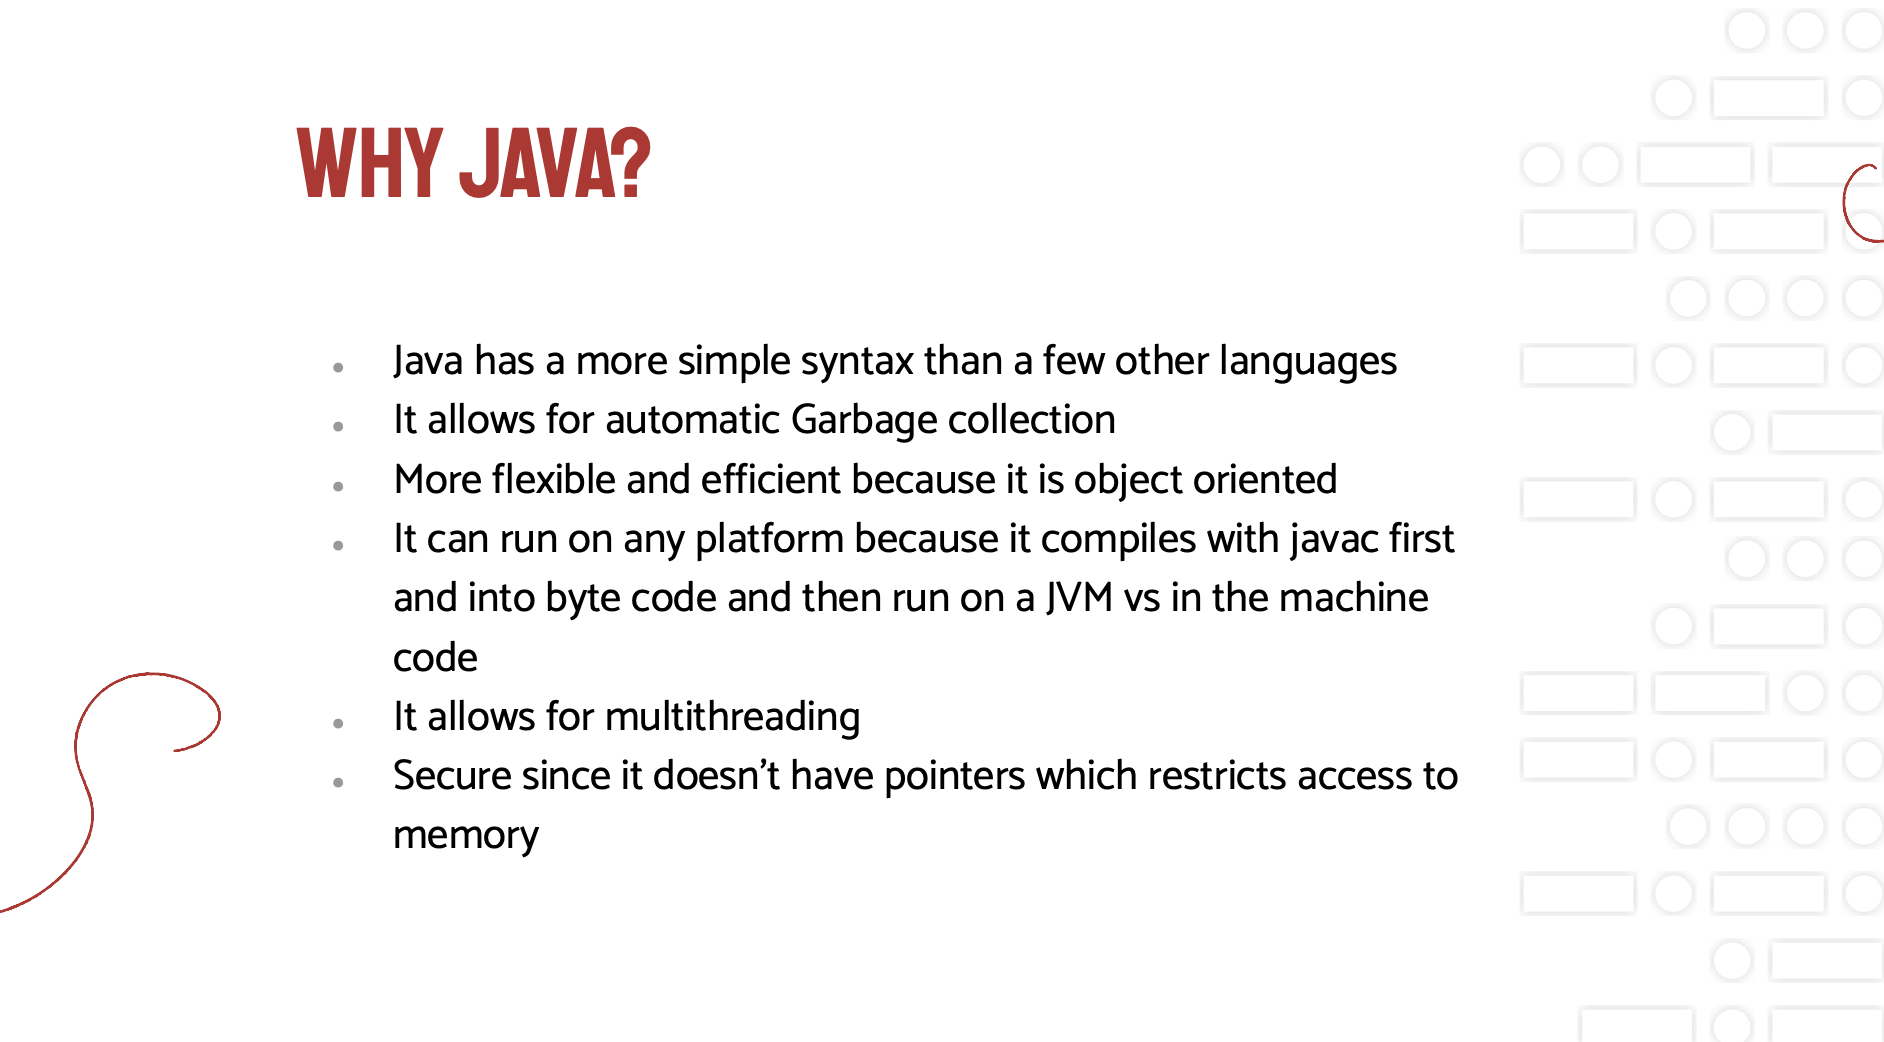 WHY JAVA?
Java has a more simple syntax than a few other languages
It allows for automatic Garbage collection
More flexible and efficient because it is object oriented
It can run on any platform because it compiles with javac first
and into byte code and then run on a JVM vs in the machine
code
It allows for multithreading
Secure since it doesn’t have pointers which restricts access to
memory